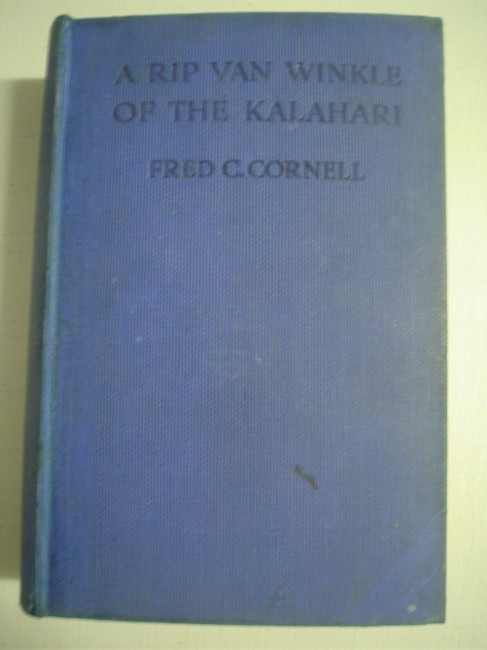 A RIP VAN WINKLE
OF THE KALAHARI
FRED C. CORNELL